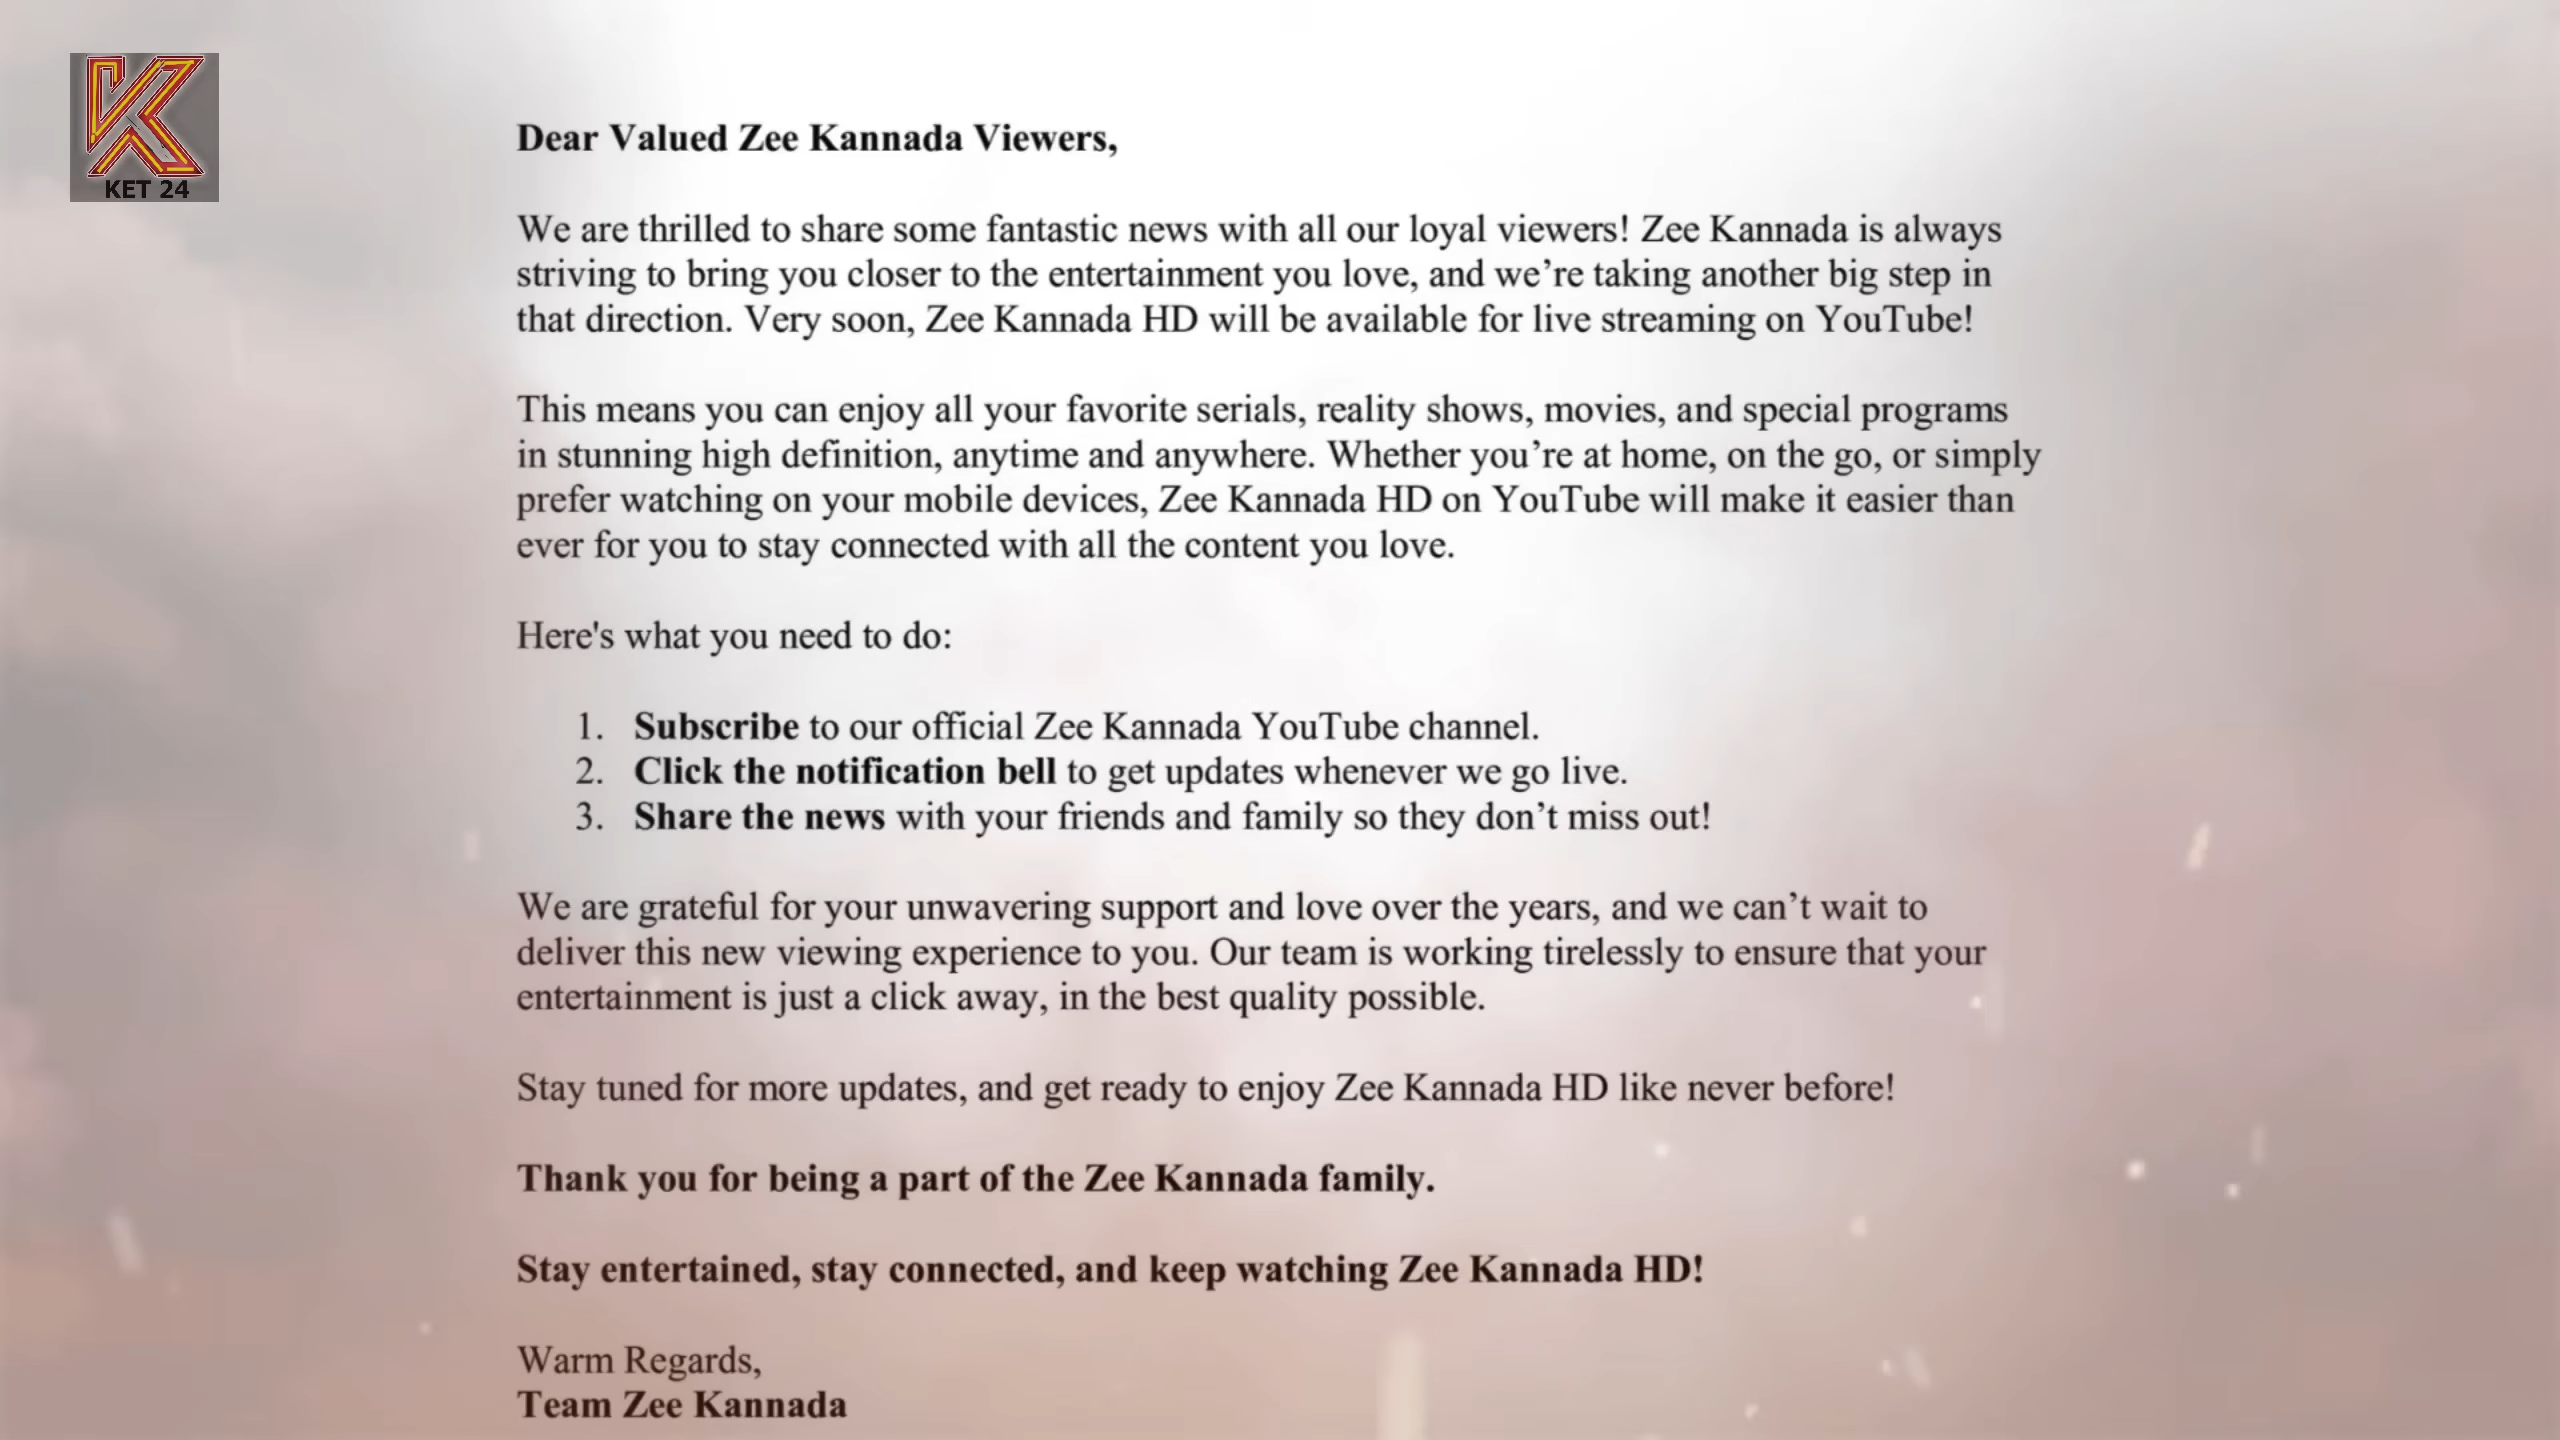 KET 24
Dear Valued Zee Kannada Viewers,
We are thrilled to share some fantastic news with all our loyal viewers! Zee Kannada is always
striving to bring you closer to the entertainment you love, and we’re taking another big step in
that direction. Very soon, Zee Kannada HD will be available for live streaming on YouTube!
This means you can enjoy all your favorite serials, reality shows, movies, and special programs
in stunning high definition, anytime and anywhere. Whether you’re at home, on the go, or simply
prefer watching on your mobile devices, Zee Kannada HD on YouTube will make it easier than
ever for you to stay connected with all the content you love.
Here's what you need to do:
1. Subscribe to our official Zee Kannada YouTube channel.
2. Click the notification bell to get updates whenever we go live.
3. Share the news with your friends and family so they don’t miss out!
We are grateful for your unwavering support and love over the years, and we can’t wait to
deliver this new viewing experience to you. Our team is working tirelessly to ensure that your
entertainment is just a click away, in the best quality possible.
Stay tuned for more updates, and get ready to enjoy Zee Kannada HD like never before!
Thank you for being a part of the Zee Kannada family.
Stay entertained, stay connected, and keep watching Zee Kannada HD!
Warm Regards,
Team Zee Kannada